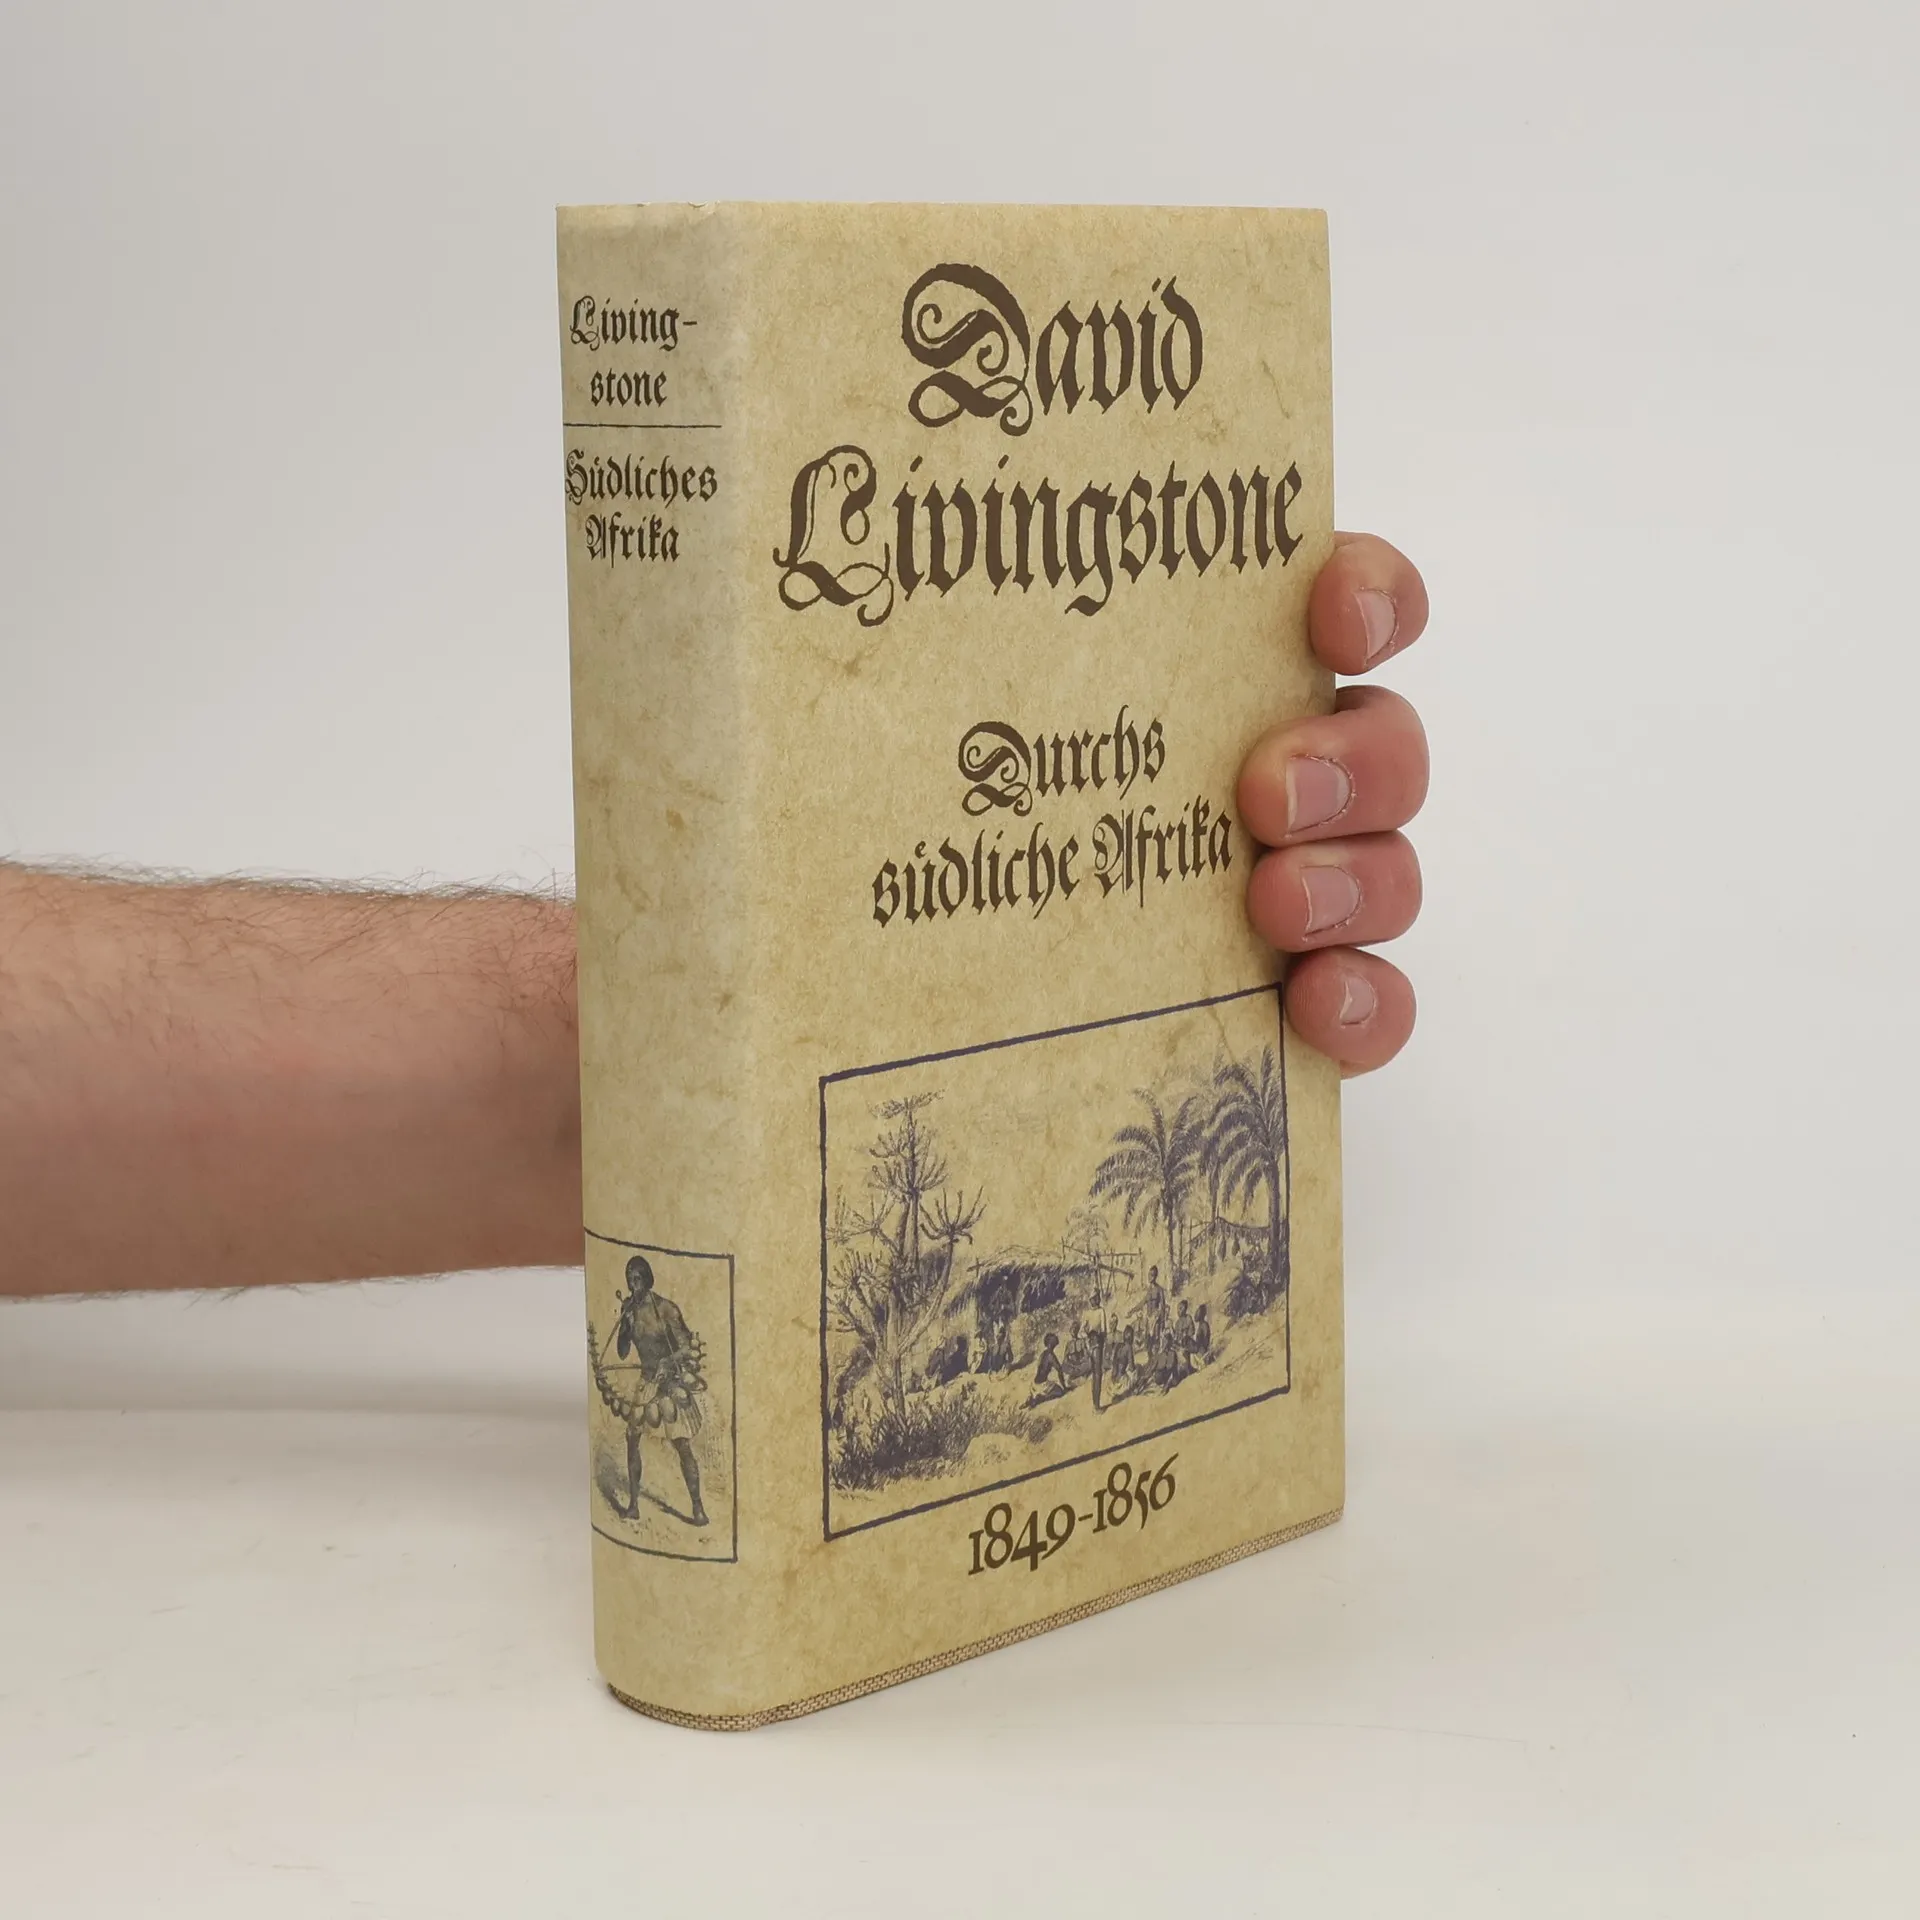 Living-
stone
Südliches
Afrika
David
Livingstone
Durchs
südliche Afrika
1849-1856